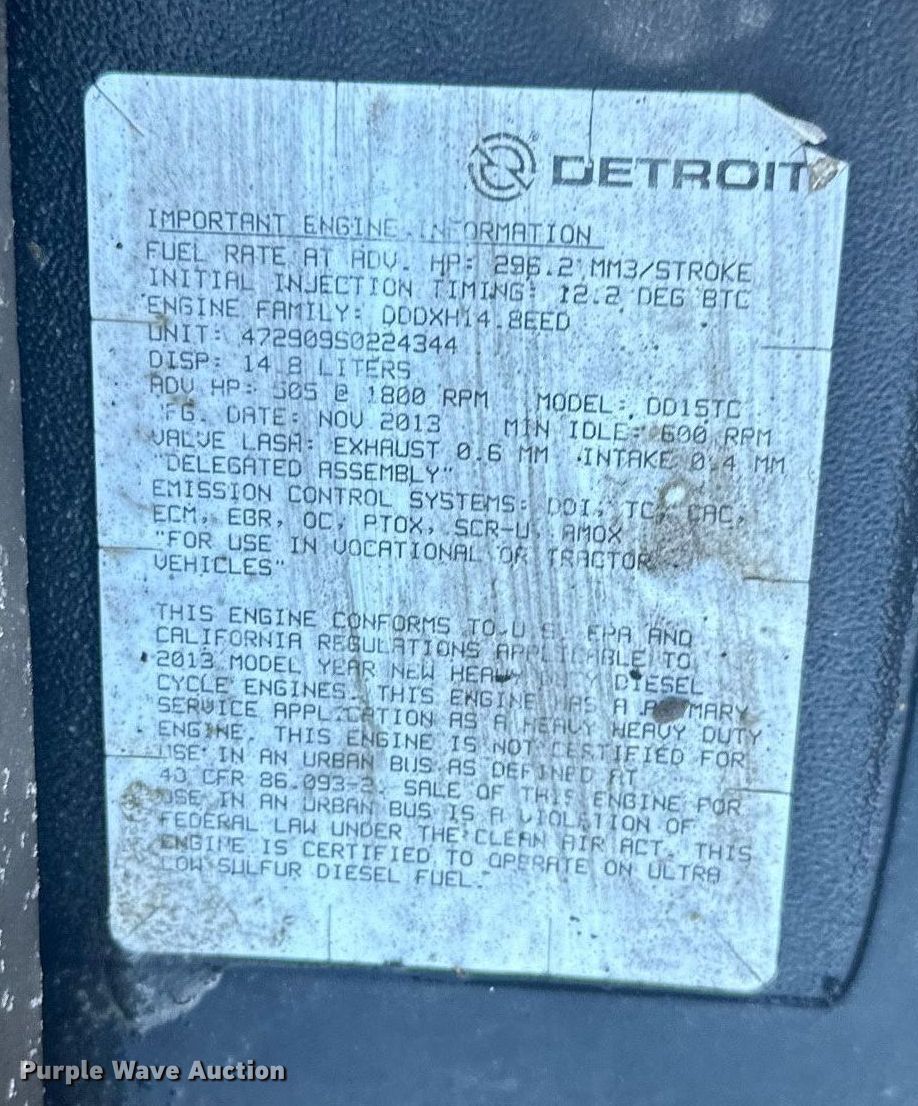 DETROIT
IMPORTANT ENGINE INFORMATION
FUEL RATE AT ADV. HP: 296.2 MM3/STROKE
INITIAL INJECTION TIMING: 12.2 DEG BTC
ENGINE FAMILY: DDDXH14.8EED
UNIT: 472909S0224344
DISP: 14.8 LITERS
ADV HP: 505 @ 1800 RPM MODEL: DD15TC
FG. DATE: NOV 2013 MIN IDLE: 600 RPM
VALVE LASH: EXHAUST 0.6 MM INTAKE 0.4 MM
"DELEGATED ASSEMBLY"
EMISSION CONTROL SYSTEMS: DDI, TC, CAC,
ECM, EGR, OC, PTOX, SCR-U, AMOX
"FOR USE IN VOCATIONAL OR TRACTOR
VEHICLES"
THIS ENGINE CONFORMS TO U.S. EPA AND
CALIFORNIA REGULATIONS APPLICABLE TO
2013 MODEL YEAR NEW HEAVY DUTY DIESEL
CYCLE ENGINES. THIS ENGINE HAS A PRIMARY
SERVICE APPLICATION AS A HEAVY HEAVY DUTY
ENGINE. THIS ENGINE IS NOT CERTIFIED FOR
USE IN AN URBAN BUS AS DEFINED AT
40 CFR 86.093-2. SALE OF THIS ENGINE FOR
USE IN AN URBAN BUS IS A VIOLATION OF
FEDERAL LAW UNDER THE CLEAN AIR ACT. THIS
ENGINE IS CERTIFIED TO OPERATE ON ULTRA
LOW SULFUR DIESEL FUEL.
Purple Wave Auction